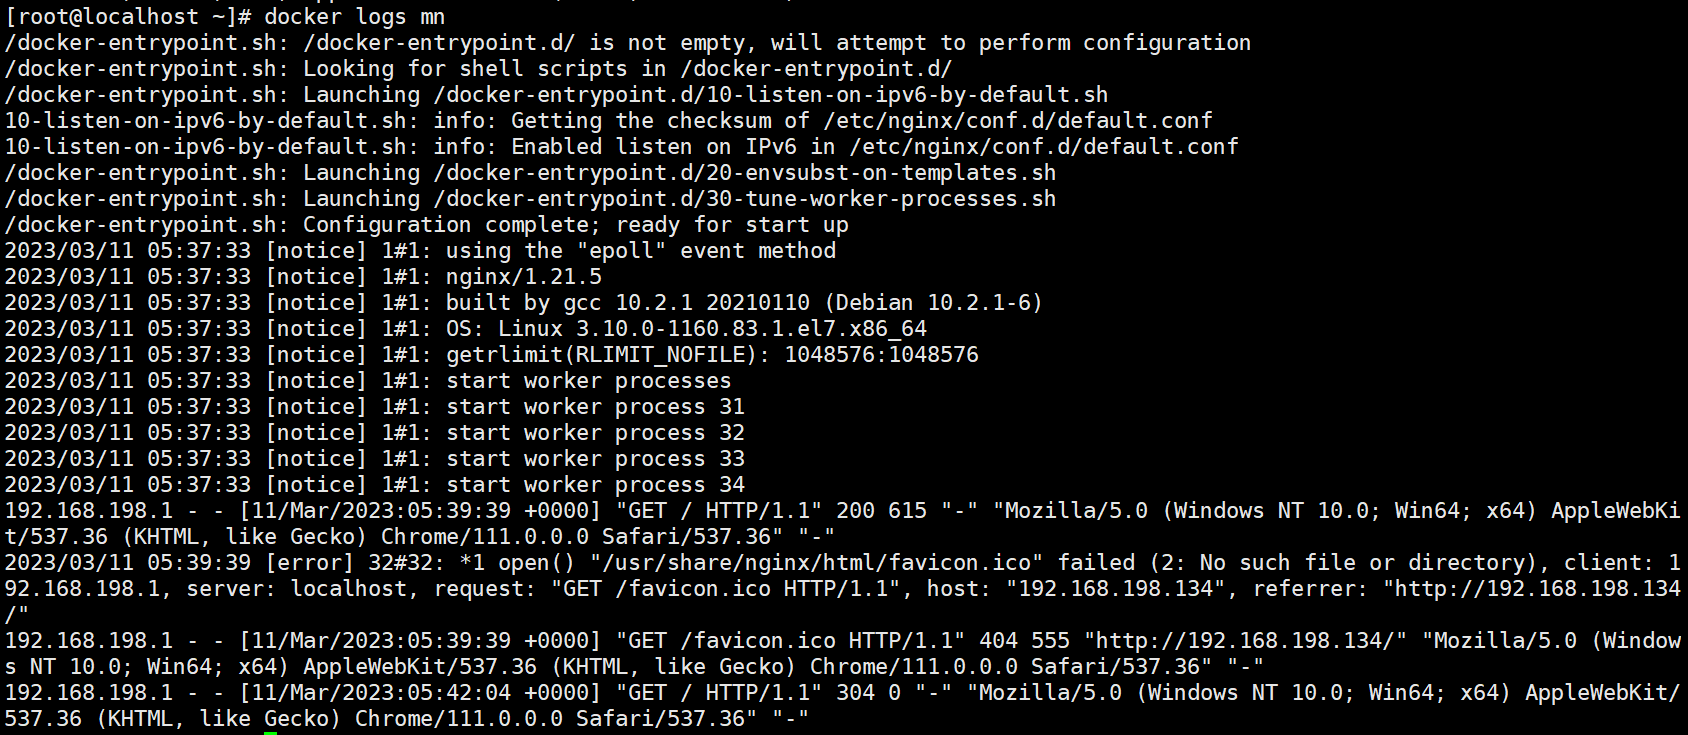 [root@localhost ~]# docker logs mn
/docker-entrypoint.sh: /docker-entrypoint.d/ is not empty, will attempt to perform configuration
/docker-entrypoint.sh: Looking for shell scripts in /docker-entrypoint.d/
/docker-entrypoint.sh: Launching /docker-entrypoint.d/10-listen-on-ipv6-by-default.sh
10-listen-on-ipv6-by-default.sh: info: Getting the checksum of /etc/nginx/conf.d/default.conf
10-listen-on-ipv6-by-default.sh: info: Enabled listen on IPv6 in /etc/nginx/conf.d/default.conf
/docker-entrypoint.sh: Launching /docker-entrypoint.d/20-envsubst-on-templates.sh
/docker-entrypoint.sh: Launching /docker-entrypoint.d/30-tune-worker-processes.sh
/docker-entrypoint.sh: Configuration complete; ready for start up
2023/03/11 05:37:33 [notice] 1#1: using the "epoll" event method
2023/03/11 05:37:33 [notice] 1#1: nginx/1.21.5
2023/03/11 05:37:33 [notice] 1#1: built by gcc 10.2.1 20210110 (Debian 10.2.1-6)
2023/03/11 05:37:33 [notice] 1#1: OS: Linux 3.10.0-1160.83.1.el7.x86_64
2023/03/11 05:37:33 [notice] 1#1: getrlimit(RLIMIT_NOFILE): 1048576:1048576
2023/03/11 05:37:33 [notice] 1#1: start worker processes
2023/03/11 05:37:33 [notice] 1#1: start worker process 31
2023/03/11 05:37:33 [notice] 1#1: start worker process 32
2023/03/11 05:37:33 [notice] 1#1: start worker process 33
2023/03/11 05:37:33 [notice] 1#1: start worker process 34
192.168.198.1 - - [11/Mar/2023:05:39:39 +0000] "GET / HTTP/1.1" 200 615 "-" "Mozilla/5.0 (Windows NT 10.0; Win64; x64) AppleWebKi
t/537.36 (KHTML, like Gecko) Chrome/111.0.0.0 Safari/537.36" "-"
2023/03/11 05:39:39 [error] 32#32: *1 open() "/usr/share/nginx/html/favicon.ico" failed (2: No such file or directory), client: 1
92.168.198.1, server: localhost, request: "GET /favicon.ico HTTP/1.1", host: "192.168.198.134", referrer: "http://192.168.198.134
/"
192.168.198.1 - - [11/Mar/2023:05:39:39 +0000] "GET /favicon.ico HTTP/1.1" 404 555 "http://192.168.198.134/" "Mozilla/5.0 (Window
s NT 10.0; Win64; x64) AppleWebKit/537.36 (KHTML, like Gecko) Chrome/111.0.0.0 Safari/537.36" "-"
192.168.198.1 - - [11/Mar/2023:05:42:04 +0000] "GET / HTTP/1.1" 304 0 "-" "Mozilla/5.0 (Windows NT 10.0; Win64; x64) AppleWebKit/
537.36 (KHTML, like Gecko) Chrome/111.0.0.0 Safari/537.36" "-"